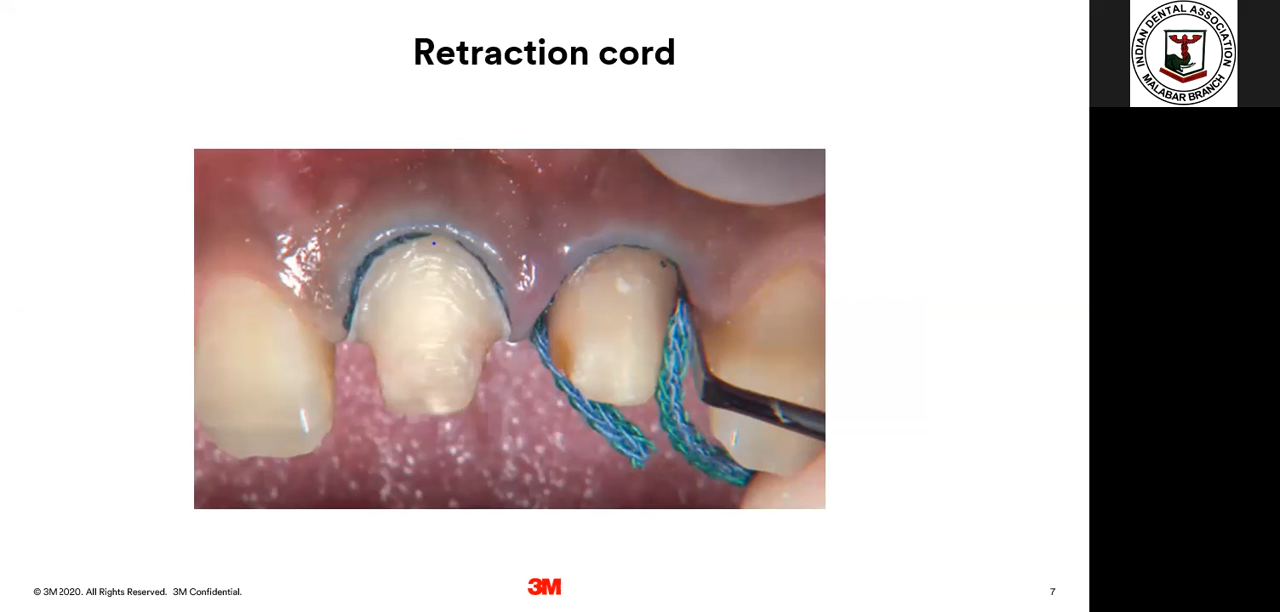 Retraction cord
INDIAN DENTAL ASSOCIATION
MALABAR BRANCH
© 3M 2020. All Rights Reserved. 3M Confidential.
3M
7